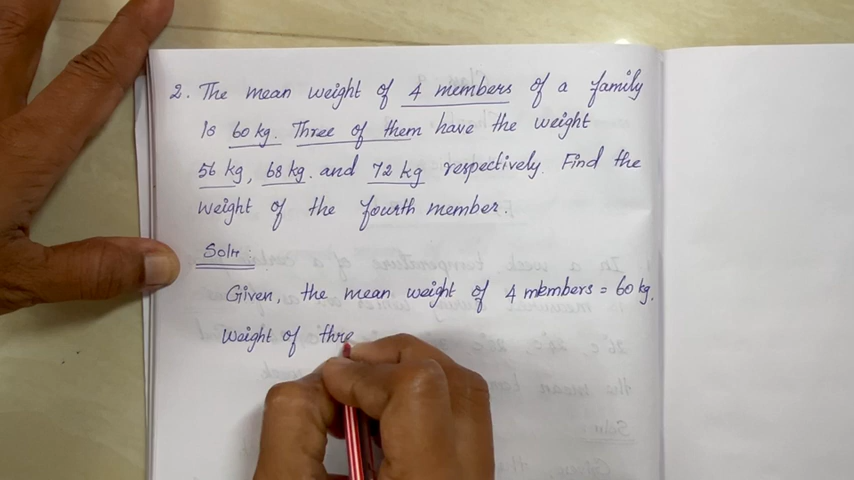 2. The mean weight of 4 members of a family
is 60 kg. Three of them have the weight
56 kg, 68 kg. and 72 kg respectively. Find the
weight of the fourth member.
Soln:
Given, the mean weight of 4 members = 60 kg.
Weight of thre